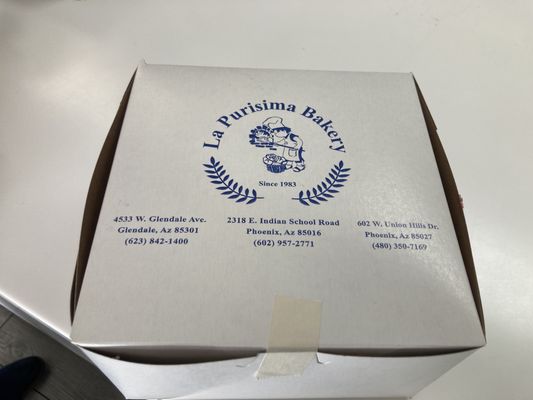 La Purisima Bakery
Since 1983
4533 W. Glendale Ave.
Glendale, Az 85301
(623) 842-1400
2318 E. Indian School Road
Phoenix, Az 85016
(602) 957-2771
602 W. Union Hills Dr.
Phoenix, Az 85027
(480) 350-7169